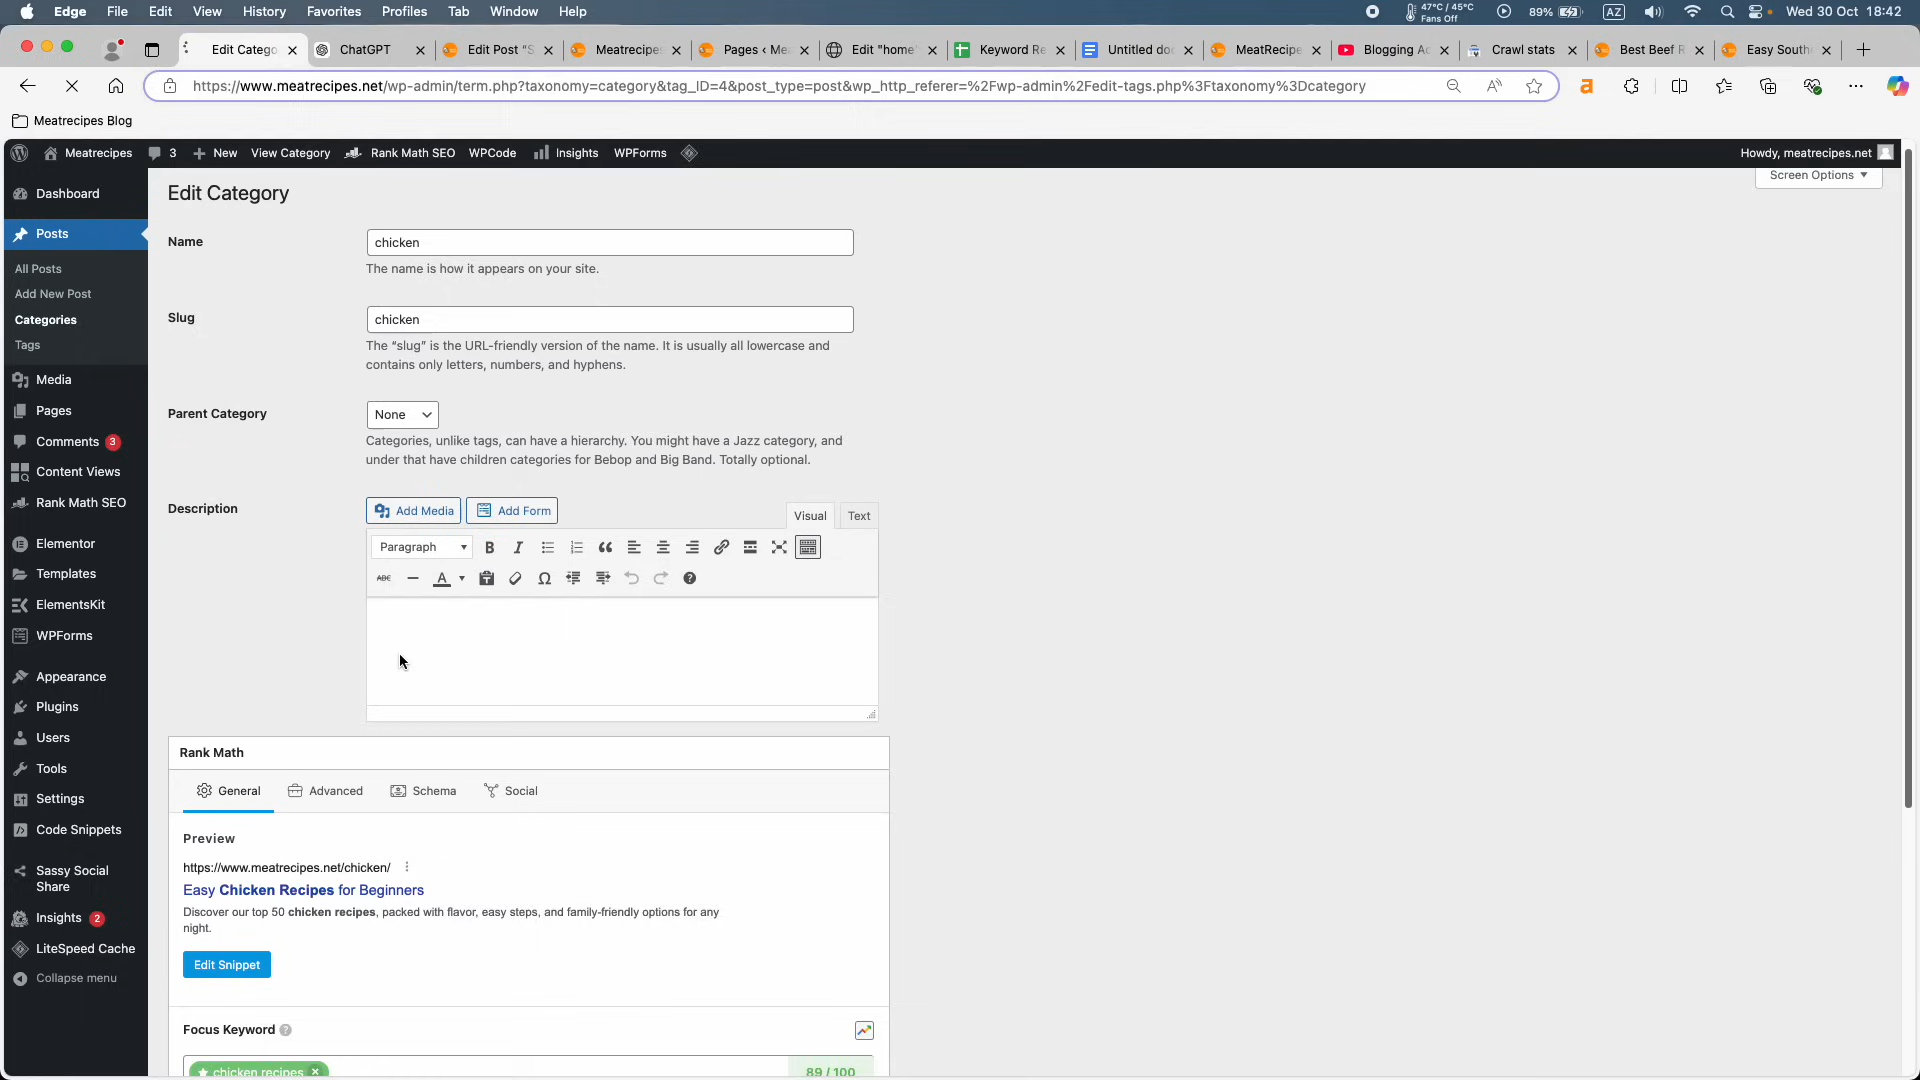 Edge File Edit View History Favorites Profiles Tab Window Help
47°C / 45°C
Fans Off
89%
AZ
Wed 30 Oct 18:42
Edit Catego
ChatGPT
Edit Post "S
Meatrecipe
Pages ‹ Me
Edit "home"
Keyword Re
Untitled do
MeatRecipe
Blogging A
Crawl stats
Best Beef R
Easy South
https://www.meatrecipes.net/wp-admin/term.php?taxonomy=category&tag_ID=4&post_type=post&wp_http_referer=%2Fwp-admin%2Fedit-tags.php%3Ftaxonomy%3Dcategory
Meatrecipes Blog
Meatrecipes 3 New View Category Rank Math SEO WPCode Insights WPForms
Howdy, meatrecipes.net
Screen Options
Dashboard
Posts
All Posts
Add New Post
Categories
Tags
Media
Pages
Comments 3
Content Views
Rank Math SEO
Elementor
Templates
ElementsKit
WPForms
Appearance
Plugins
Users
Tools
Settings
Code Snippets
Sassy Social
Share
Insights 2
LiteSpeed Cache
Collapse menu
Edit Category
Name
chicken
The name is how it appears on your site.
Slug
chicken
The “slug” is the URL-friendly version of the name. It is usually all lowercase and
contains only letters, numbers, and hyphens.
Parent Category
None
Categories, unlike tags, can have a hierarchy. You might have a Jazz category, and
under that have children categories for Bebop and Big Band. Totally optional.
Description
Add Media Add Form
Visual Text
Paragraph
ABC
Rank Math
General Advanced Schema Social
Preview
https://www.meatrecipes.net/chicken/
Easy Chicken Recipes for Beginners
Discover our top 50 chicken recipes, packed with flavor, easy steps, and family-friendly options for any
night.
Edit Snippet
Focus Keyword
chicken recipes
89 / 100